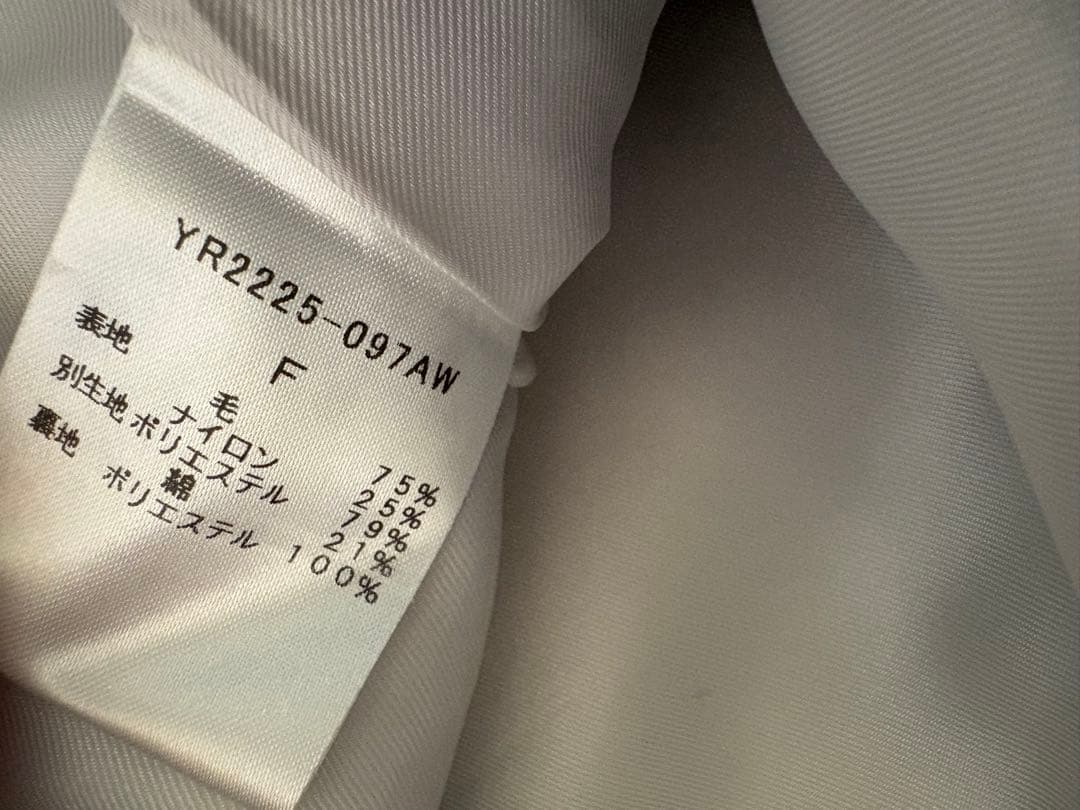 YR2225-097AW
F
表地 毛 75%
ナイロン 25%
別生地 ポリエステル 79%
綿 21%
裏地 ポリエステル 100%